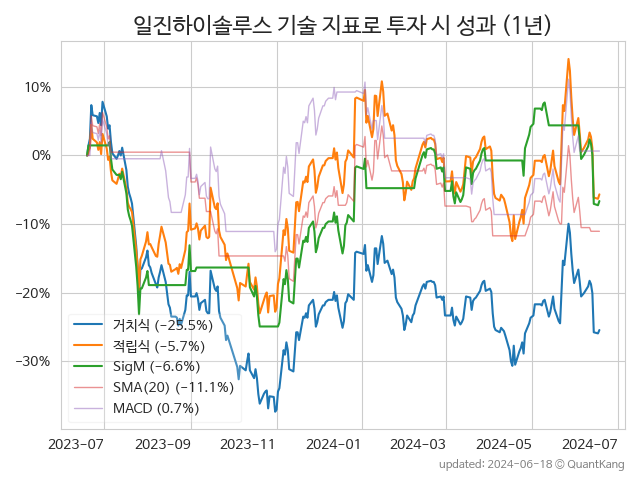 일진하이솔루스 기술 지표로 투자 시 성과 (1년)
10%
0%
−10%
−20%
−30%
거치식 (−25.5%)
적립식 (−5.7%)
SigM (−6.6%)
SMA(20) (−11.1%)
MACD (0.7%)
2023−07 2023−09 2023−11 2024−01 2024−03 2024−05 2024−07
updated: 2024−06−18 ⓒ QuantKang